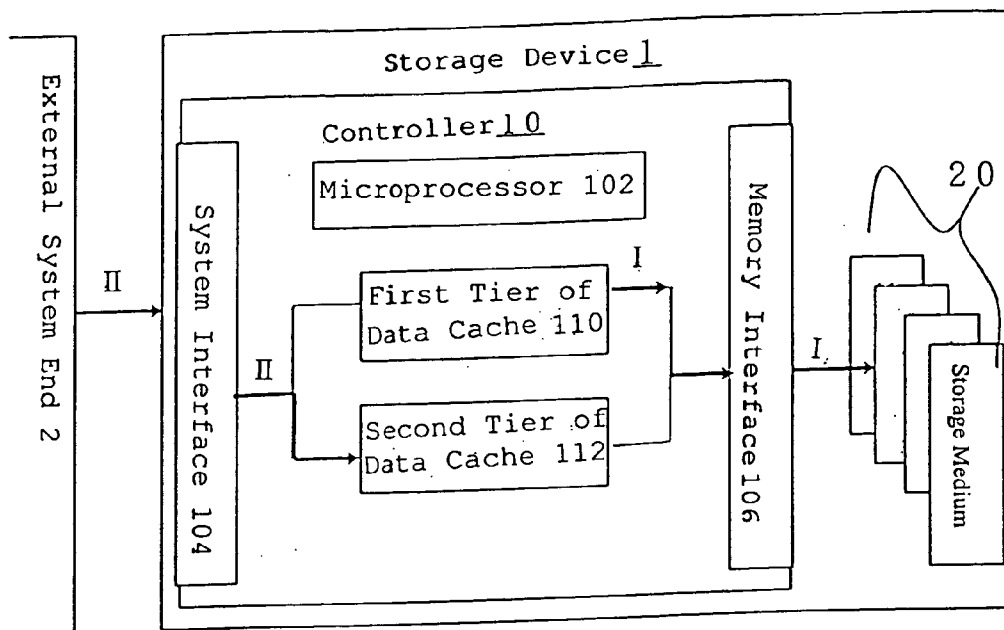 Storage Device 1
Controller 10
Microprocessor 102
External System End 2
II
System Interface 104
II
First Tier of
Data Cache 110
I
Second Tier of
Data Cache 112
Memory Interface 106
I
20
Storage Medium